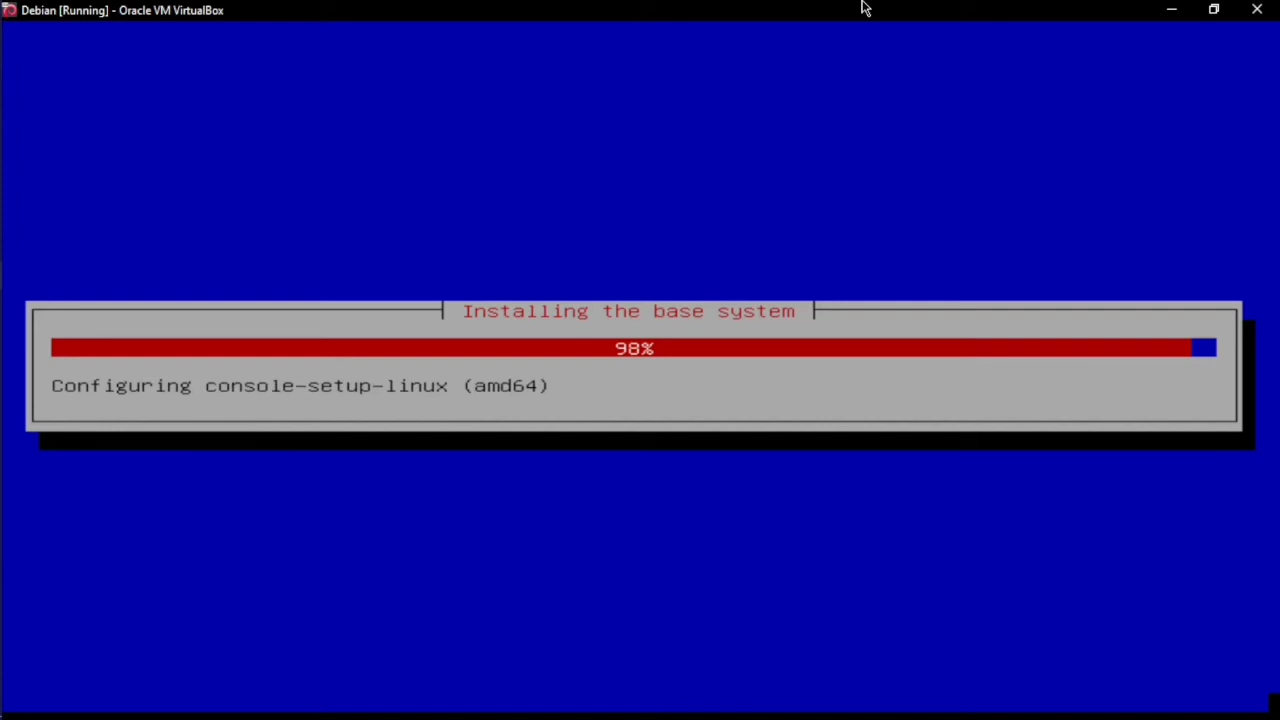 Debian [Running] - Oracle VM VirtualBox
Installing the base system
98%
Configuring console-setup-linux (amd64)